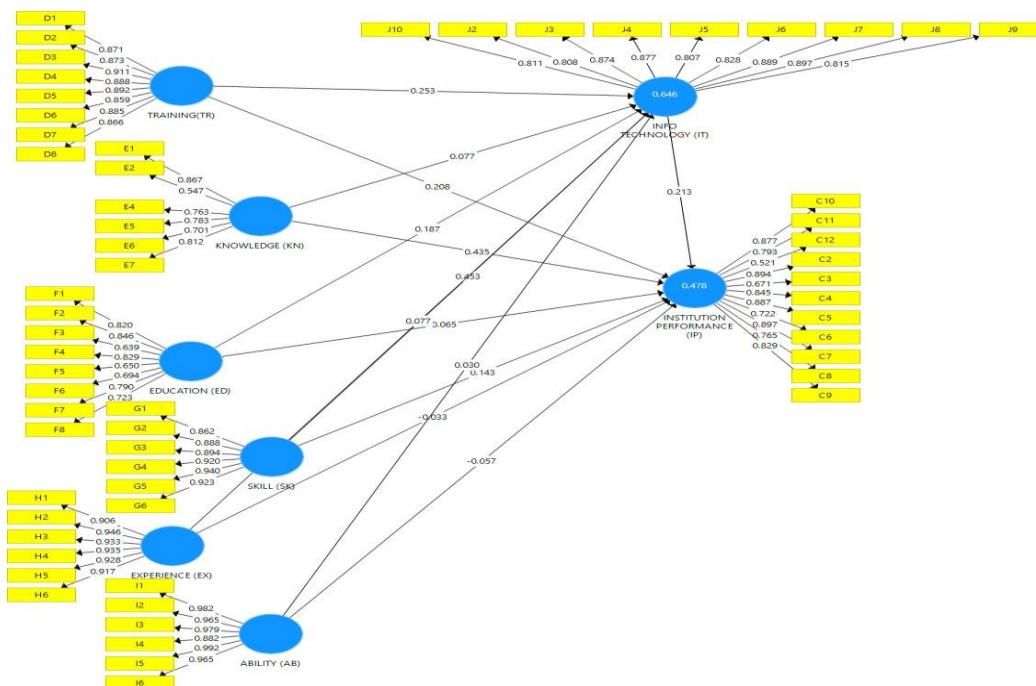 D1
D2
D3
D4
D5
D6
D7
D8
0.871
0.873
0.911
0.888
0.892
0.859
0.885
0.866
TRAINING(TR)
E1
E2
E4
E5
E6
E7
0.867
0.547
0.763
0.783
0.701
0.812
KNOWLEDGE (KN)
F1
F2
F3
F4
F5
F6
F7
F8
0.820
0.846
0.639
0.829
0.650
0.694
0.790
0.723
EDUCATION (ED)
G1
G2
G3
G4
G5
G6
0.862
0.888
0.894
0.920
0.940
0.923
SKILL (SK)
H1
H2
H3
H4
H5
H6
0.906
0.946
0.933
0.935
0.928
0.917
EXPERIENCE (EX)
I1
I2
I3
I4
I5
I6
0.982
0.965
0.979
0.882
0.992
0.965
ABILITY (AB)
0.253
0.077
0.208
0.187
0.435
0.453
0.077
0.065
0.030
0.143
-0.033
-0.057
0.213
J10
J2
J3
J4
J5
J6
J7
J8
J9
0.811
0.808
0.874
0.877
0.807
0.828
0.889
0.897
0.815
0.646
INFO
TECHNOLOGY (IT)
0.478
INSTITUTION
PERFORMANCE
(IP)
C10
C11
C12
C2
C3
C4
C5
C6
C7
C8
C9
0.877
0.793
0.521
0.894
0.671
0.845
0.887
0.722
0.897
0.765
0.829